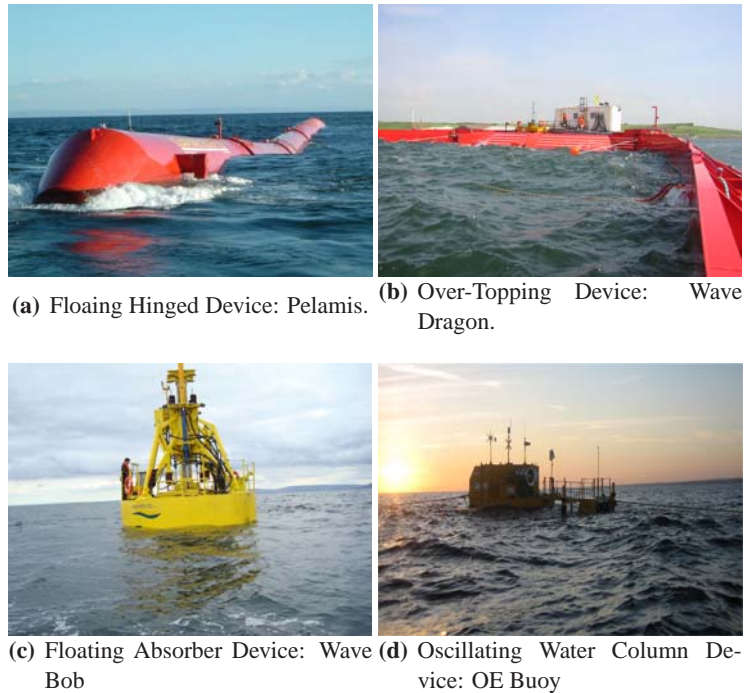 (a) Floaing Hinged Device: Pelamis.
(b) Over-Topping Device: Wave
Dragon.
(c) Floating Absorber Device: Wave
Bob
(d) Oscillating Water Column De-
vice: OE Buoy